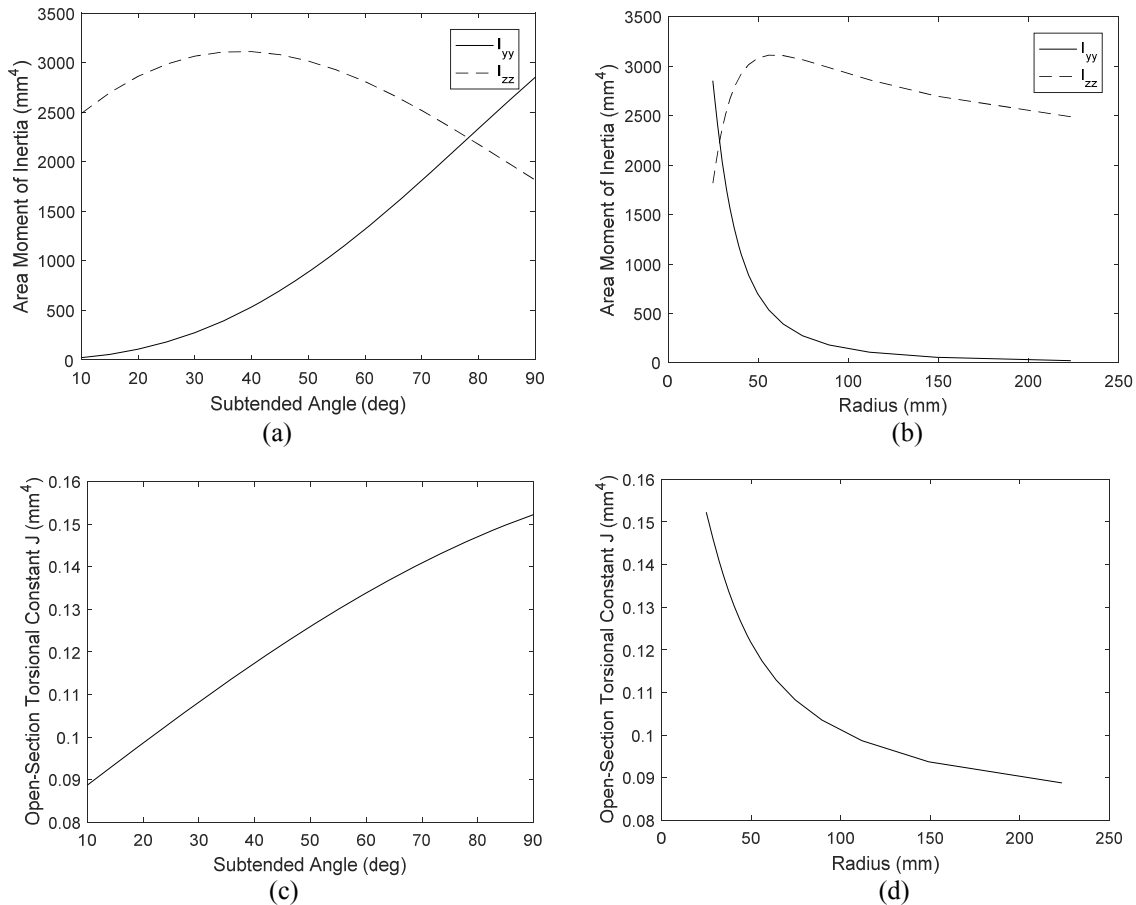 3500
3000
2500
2000
1500
1000
500
0
10 20 30 40 50 60 70 80 90
Area Moment of Inertia (mm4)
Subtended Angle (deg)
Iyy
Izz
(a)
3500
3000
2500
2000
1500
1000
500
0
0 50 100 150 200 250
Area Moment of Inertia (mm4)
Radius (mm)
Iyy
Izz
(b)
0.16
0.15
0.14
0.13
0.12
0.11
0.1
0.09
0.08
10 20 30 40 50 60 70 80 90
Open-Section Torsional Constant J (mm4)
Subtended Angle (deg)
(c)
0.16
0.15
0.14
0.13
0.12
0.11
0.1
0.09
0.08
0 50 100 150 200 250
Open-Section Torsional Constant J (mm4)
Radius (mm)
(d)